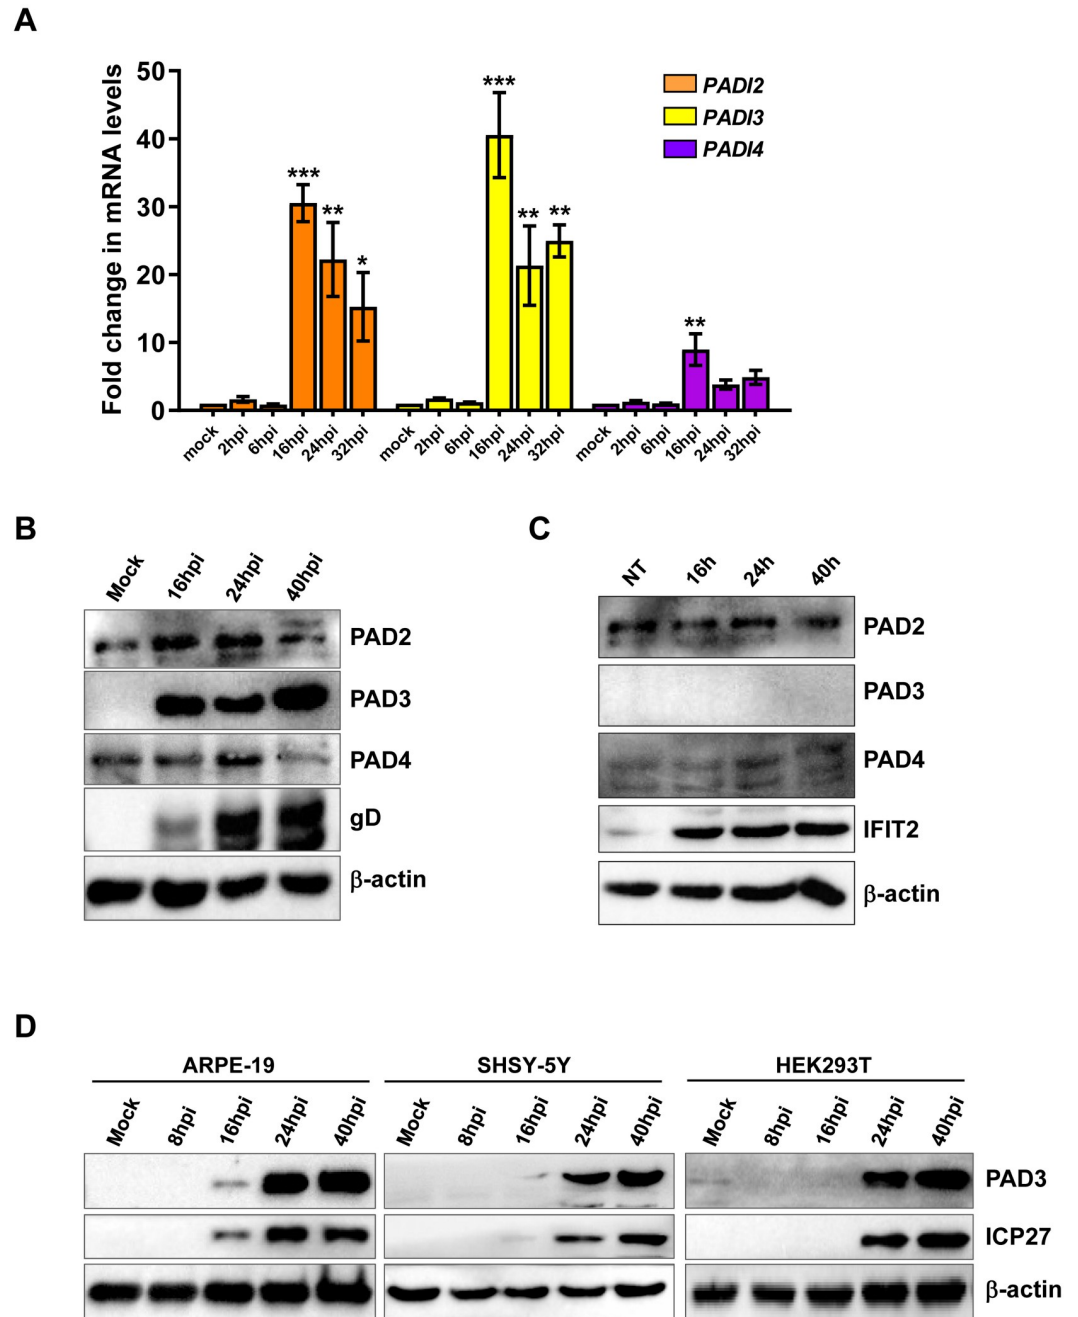 A
Fold change in mRNA levels
50
40
30
20
10
0
*** ** * *** ** ** **
PADI2
PADI3
PADI4
mock 2hpi 6hpi 16hpi 24hpi 32hpi mock 2hpi 6hpi 16hpi 24hpi 32hpi mock 2hpi 6hpi 16hpi 24hpi 32hpi
B
Mock 16hpi 24hpi 40hpi
PAD2
PAD3
PAD4
gD
β-actin
C
NT 16h 24h 40h
PAD2
PAD3
PAD4
IFIT2
β-actin
D
ARPE-19 SHSY-5Y HEK293T
Mock 8hpi 16hpi 24hpi 40hpi Mock 8hpi 16hpi 24hpi 40hpi Mock 8hpi 16hpi 24hpi 40hpi
PAD3
ICP27
β-actin